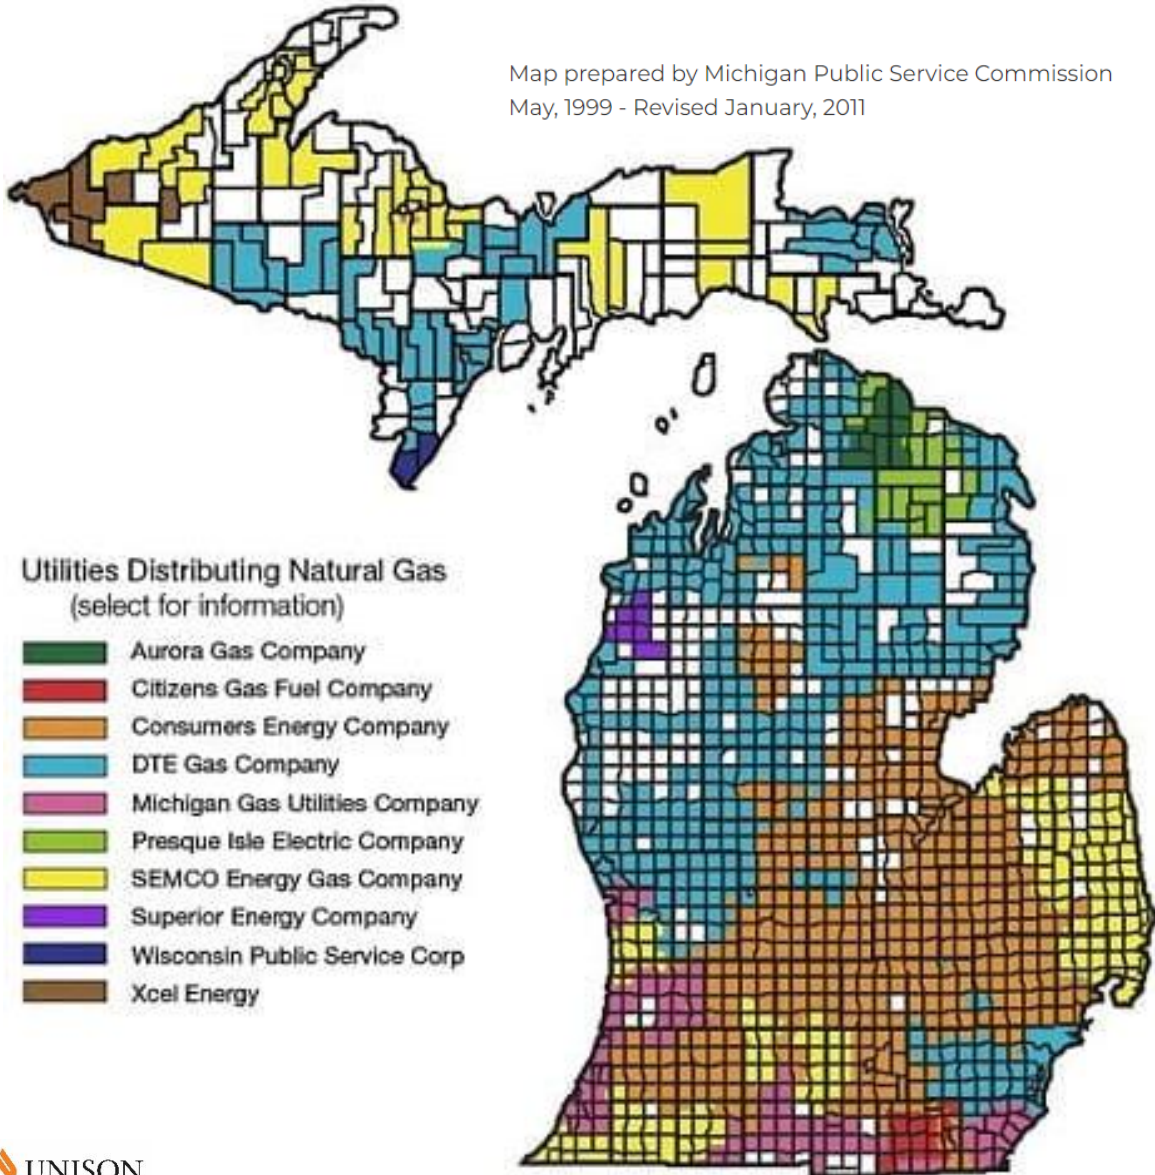 Map prepared by Michigan Public Service Commission
May, 1999 - Revised January, 2011
Utilities Distributing Natural Gas
(select for information)
Aurora Gas Company
Citizens Gas Fuel Company
Consumers Energy Company
DTE Gas Company
Michigan Gas Utilities Company
Presque Isle Electric Company
SEMCO Energy Gas Company
Superior Energy Company
Wisconsin Public Service Corp
Xcel Energy
UNISON